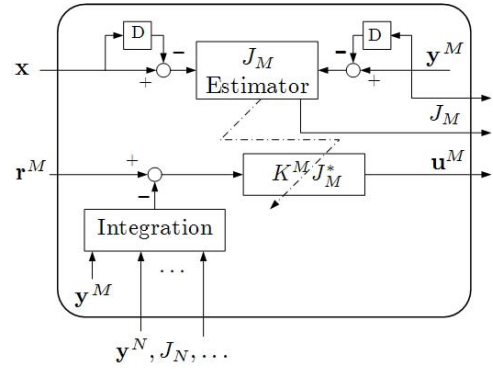 D
D
−
−
x
+
J_M
Estimator
+
y^M
J_M
r^M
+
−
K^M J_M^*
u^M
Integration
y^M
...
y^N, J_N, ...